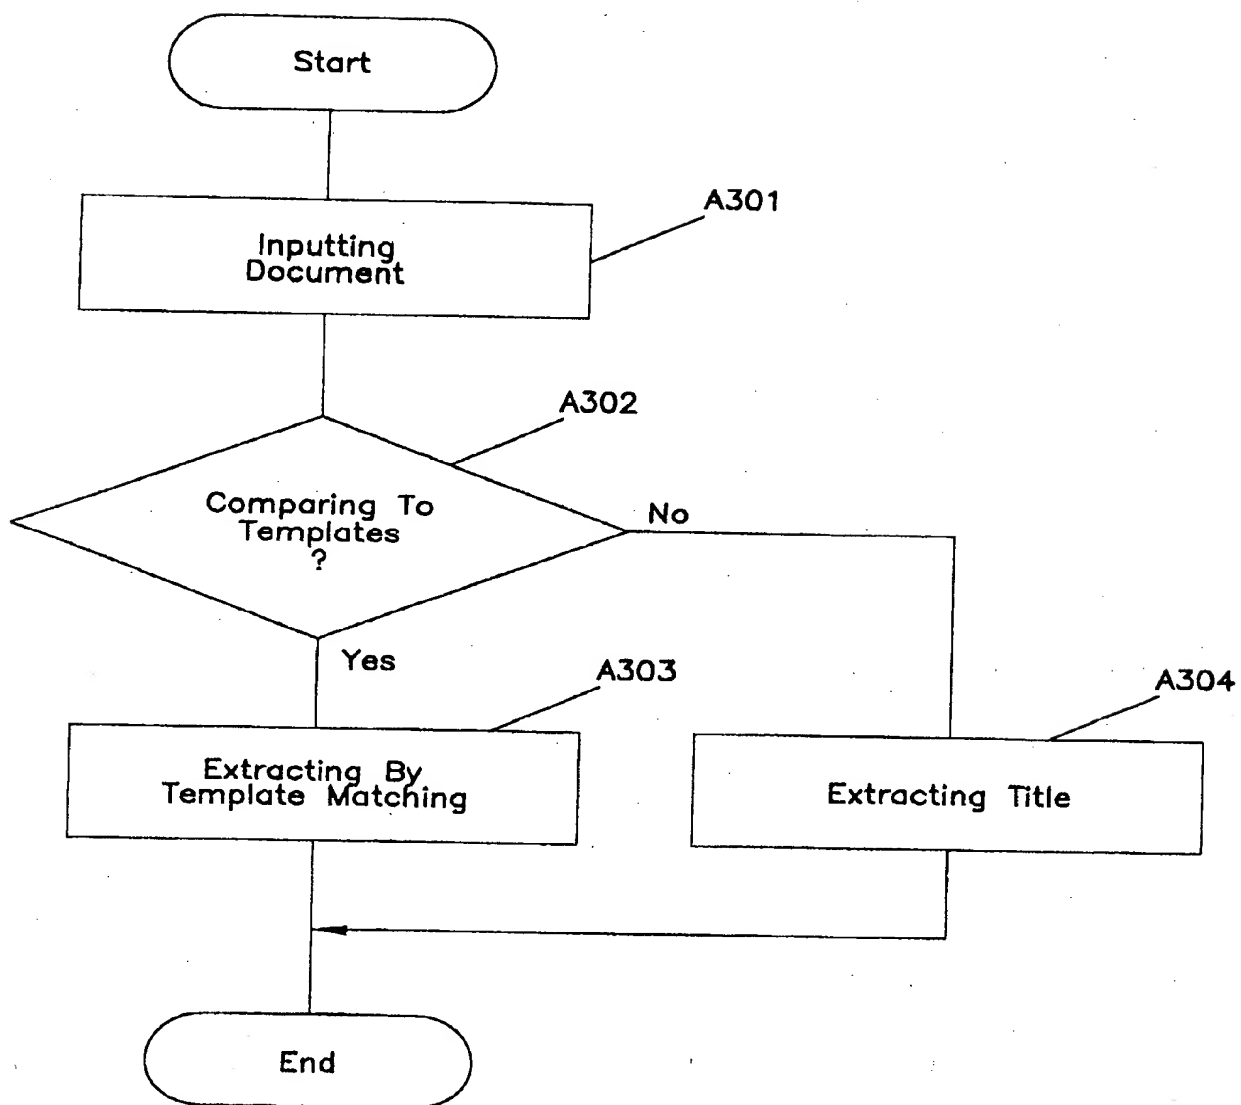 Start
A301
Inputting
Document
A302
Comparing To
Templates
?
No
Yes
A303
A304
Extracting By
Template Matching
Extracting Title
End